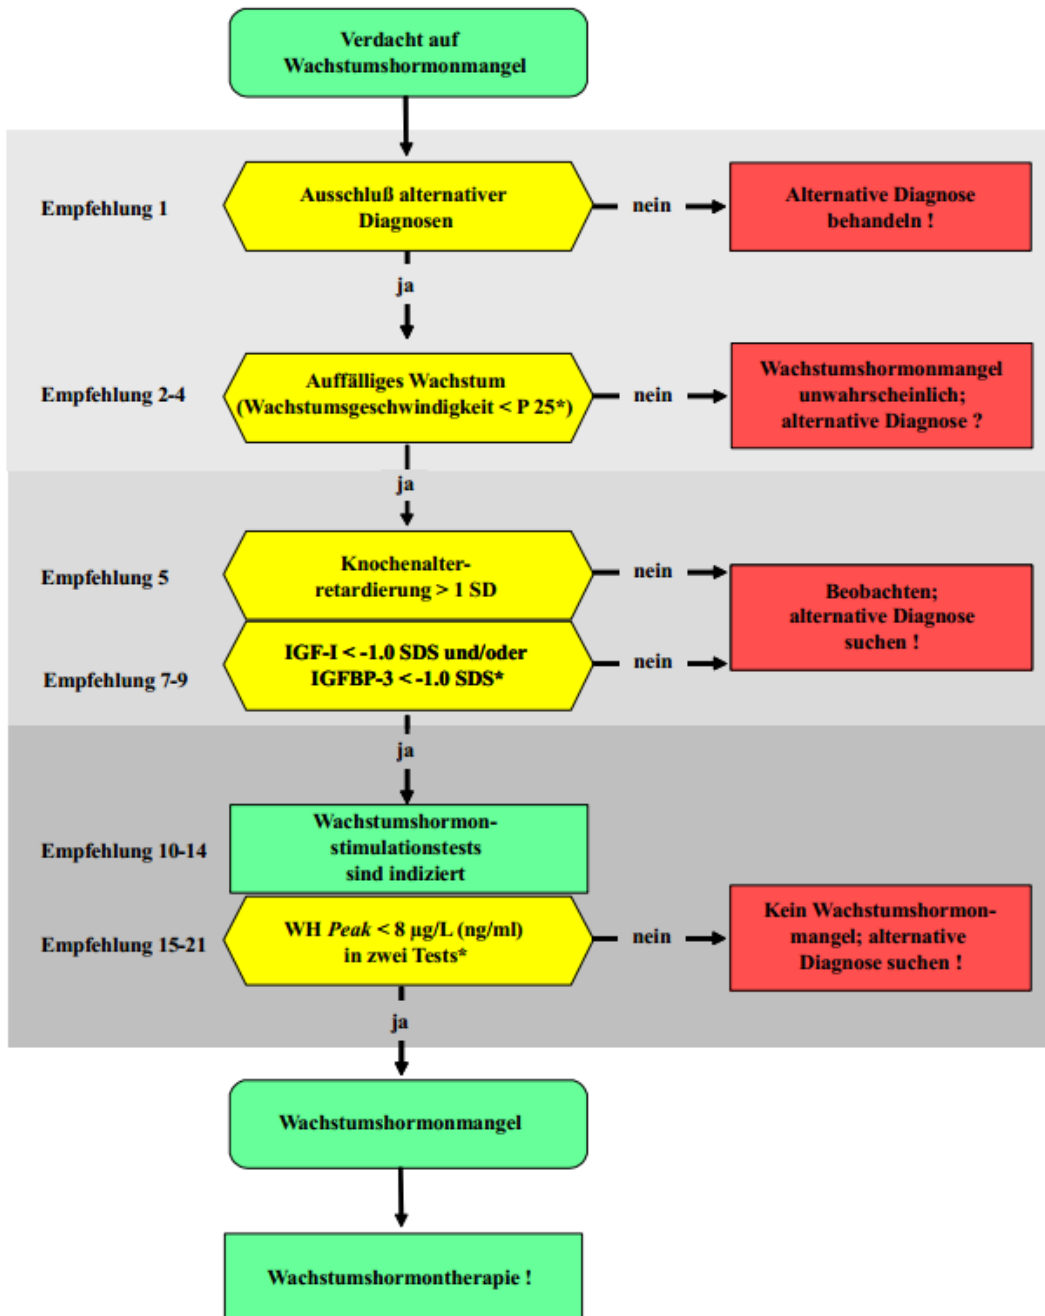 Verdacht auf
Wachstumshormonmangel
Empfehlung 1
Ausschluß alternativer
Diagnosen
nein
Alternative Diagnose
behandeln !
ja
Empfehlung 2-4
Auffälliges Wachstum
(Wachstumsgeschwindigkeit < P 25*)
nein
Wachstumshormonmangel
unwahrscheinlich;
alternative Diagnose ?
ja
Empfehlung 5
Knochenalter-
retardierung > 1 SD
nein
Beobachten;
alternative Diagnose
suchen !
Empfehlung 7-9
IGF-I < -1.0 SDS und/oder
IGFBP-3 < -1.0 SDS*
nein
ja
Empfehlung 10-14
Wachstumshormon-
stimulationstests
sind indiziert
Empfehlung 15-21
WH Peak < 8 µg/L (ng/ml)
in zwei Tests*
nein
Kein Wachstumshormon-
mangel; alternative
Diagnose suchen !
ja
Wachstumshormonmangel
Wachstumshormontherapie !